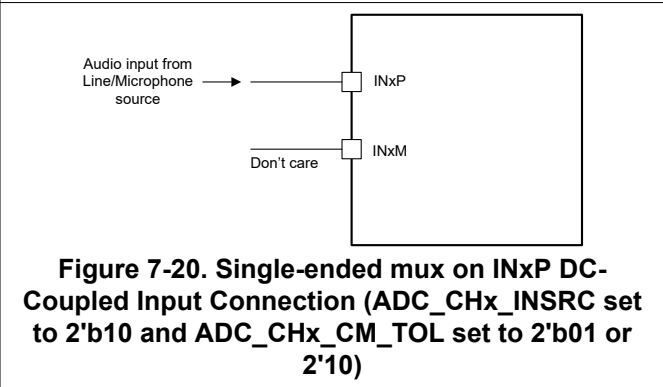 Audio input from
Line/Microphone
source
INxP
INxM
Don't care
Figure 7-20. Single-ended mux on INxP DC-
Coupled Input Connection (ADC_CHx_INSRC set
to 2'b10 and ADC_CHx_CM_TOL set to 2'b01 or
2'10)